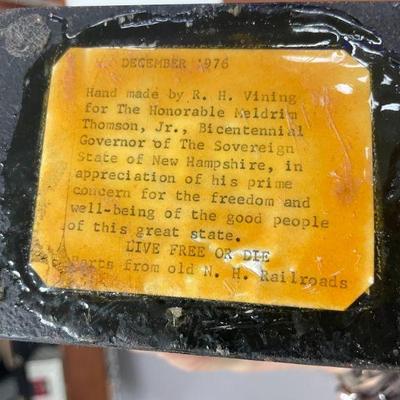 DECEMBER 1976
Hand made by R. H. Vining
for The Honorable Meldrim
Thomson, Jr., Bicentennial
Governor of The Sovereign
State of New Hampshire, in
appreciation of his prime
concern for the freedom and
well-being of the good people
of this great state.
LIVE FREE OR DIE
Parts from old N. H. Railroads